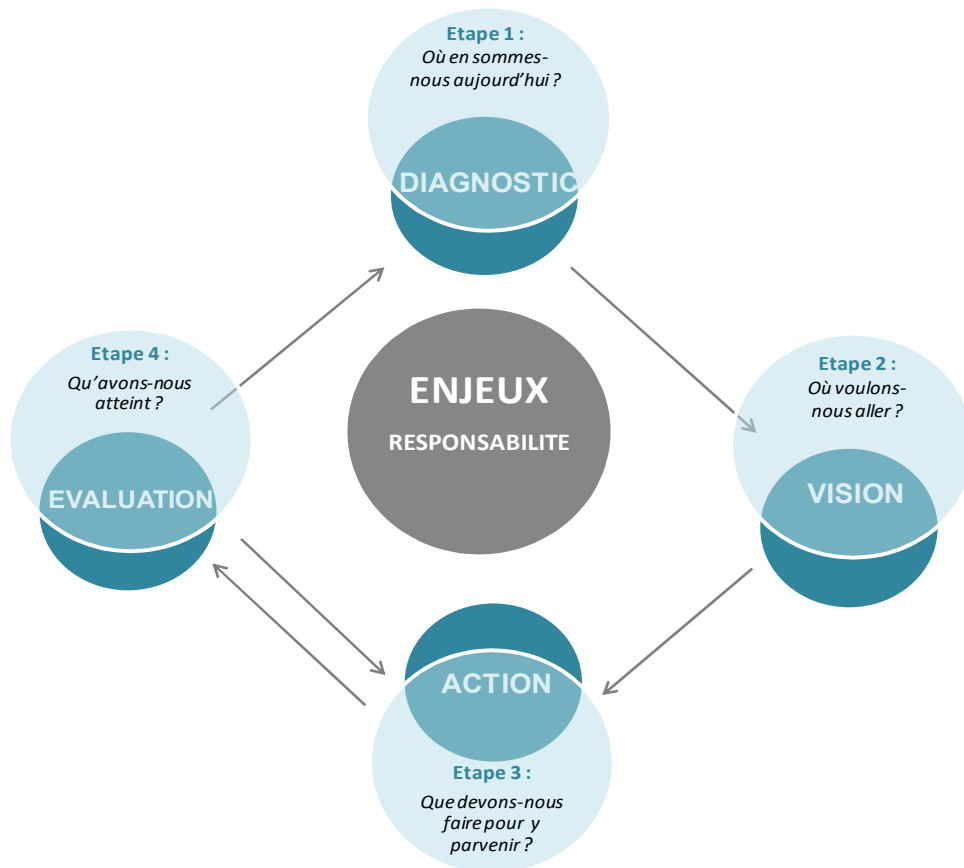 Etape 1 :
Où en sommes-
nous aujourd'hui ?
DIAGNOSTIC
Etape 4 :
Qu'avons-nous
atteint ?
EVALUATION
ENJEUX
RESPONSABILITE
Etape 2 :
Où voulons-
nous aller ?
VISION
ACTION
Etape 3 :
Que devons-nous
faire pour y
parvenir ?